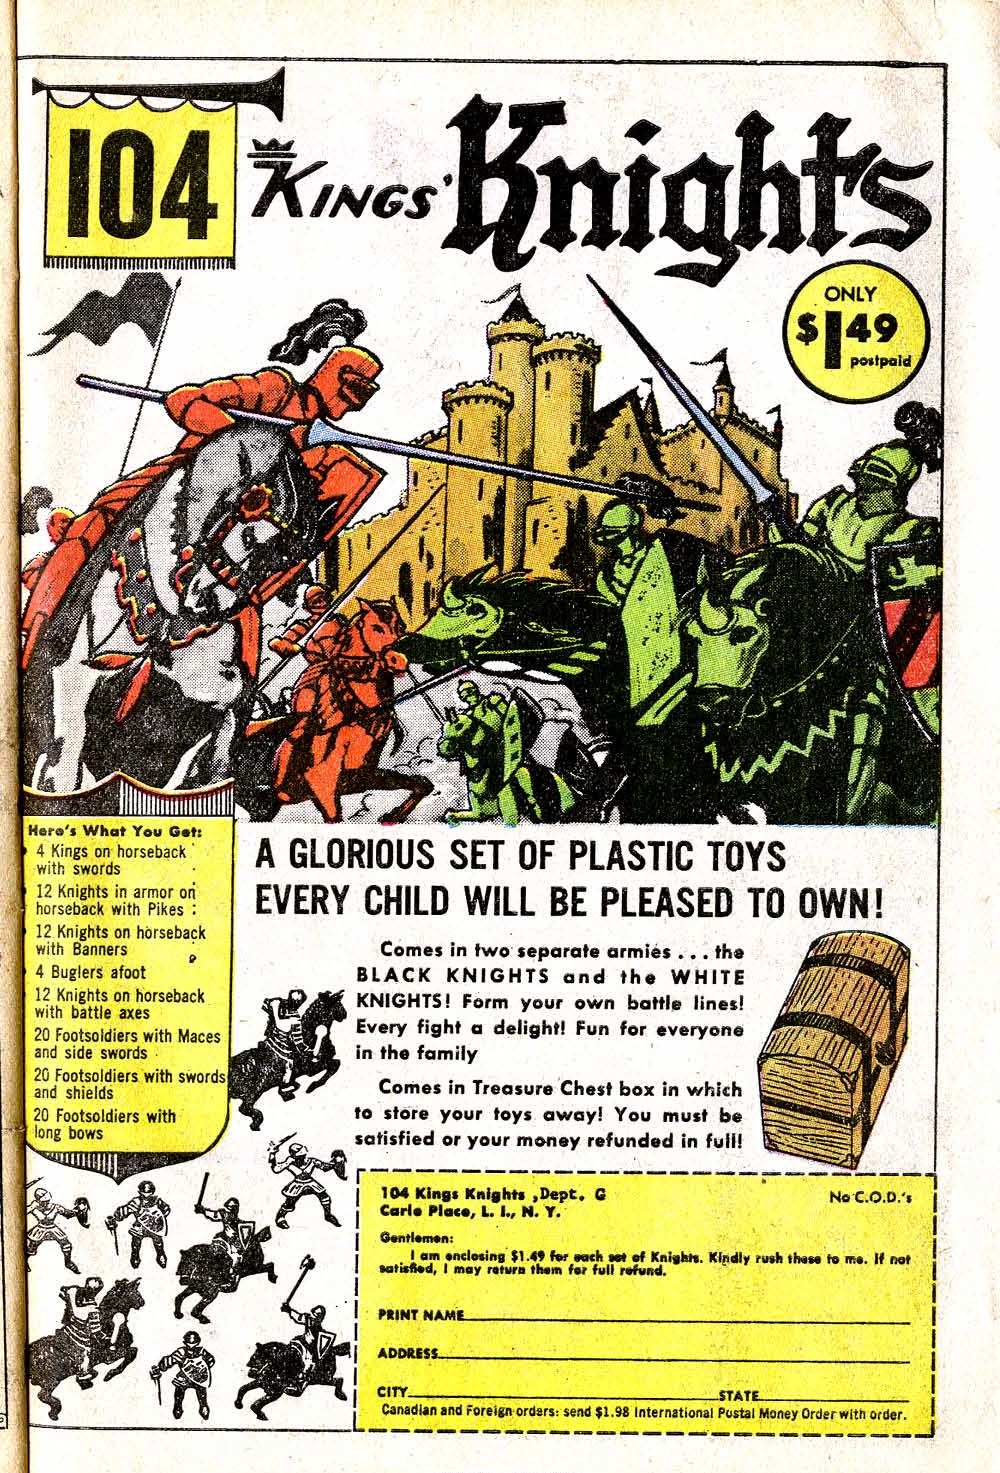 104
KINGS' Knights
ONLY
$1 49
postpaid
Here's What You Get:
4 Kings on horseback
with swords
12 Knights in armor on
horseback with Pikes
12 Knights on horseback
with Banners
4 Buglers afoot
12 Knights on horseback
with battle axes
20 Footsoldiers with Maces
and side swords
20 Footsoldiers with swords
and shields
20 Footsoldiers with
long bows
A GLORIOUS SET OF PLASTIC TOYS
EVERY CHILD WILL BE PLEASED TO OWN!
Comes in two separate armies . . . the
BLACK KNIGHTS and the WHITE
KNIGHTS! Form your own battle lines!
Every fight a delight! Fun for everyone
in the family
Comes in Treasure Chest box in which
to store your toys away! You must be
satisfied or your money refunded in full!
104 Kings Knights ,Dept. G
No C.O.D.'s
Carle Place, L. I., N. Y.
Gentlemen:
I am enclosing $1.49 for each set of Knights. Kindly rush these to me. If not
satisfied, I may return them for full refund.
PRINT NAME
ADDRESS
CITY STATE
Canadian and Foreign orders: send $1.98 International Postal Money Order with order.